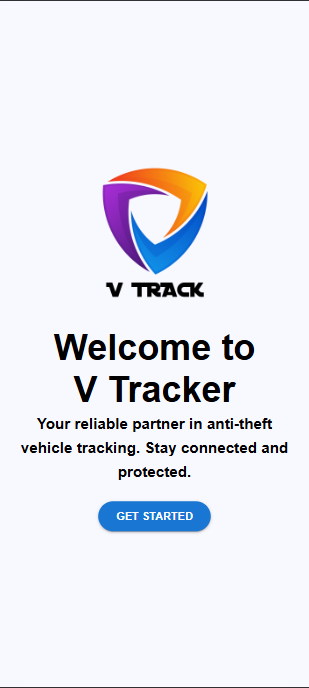 V TRACK
Welcome to
V Tracker
Your reliable partner in anti-theft
vehicle tracking. Stay connected and
protected.
GET STARTED